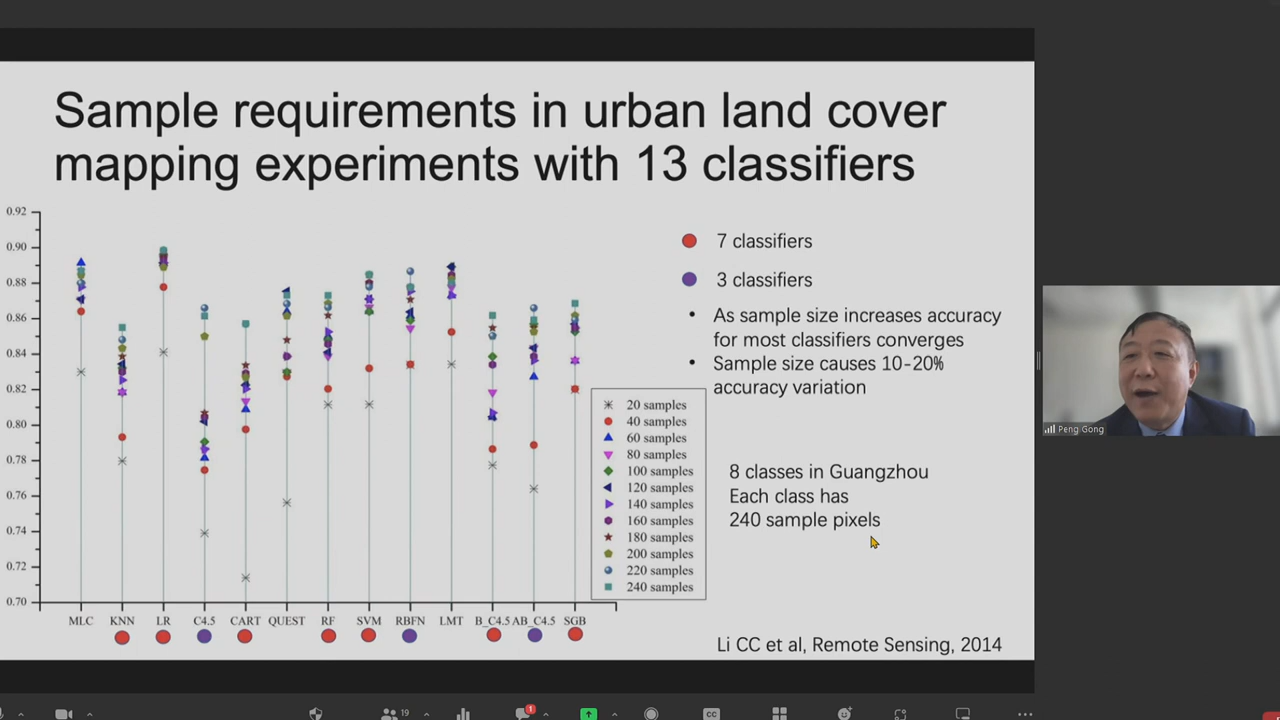 Sample requirements in urban land cover
mapping experiments with 13 classifiers
0.92
0.90
0.88
0.86
0.84
0.82
0.80
0.78
0.76
0.74
0.72
0.70
MLC KNN LR C4.5 CART QUEST RF SVM RBFN LMT B_C4.5 AB_C4.5 SGB
20 samples
40 samples
60 samples
80 samples
100 samples
120 samples
140 samples
160 samples
180 samples
200 samples
220 samples
240 samples
7 classifiers
3 classifiers
• As sample size increases accuracy
for most classifiers converges
• Sample size causes 10-20%
accuracy variation
8 classes in Guangzhou
Each class has
240 sample pixels
Li CC et al, Remote Sensing, 2014
Peng Gong
19
1
CC